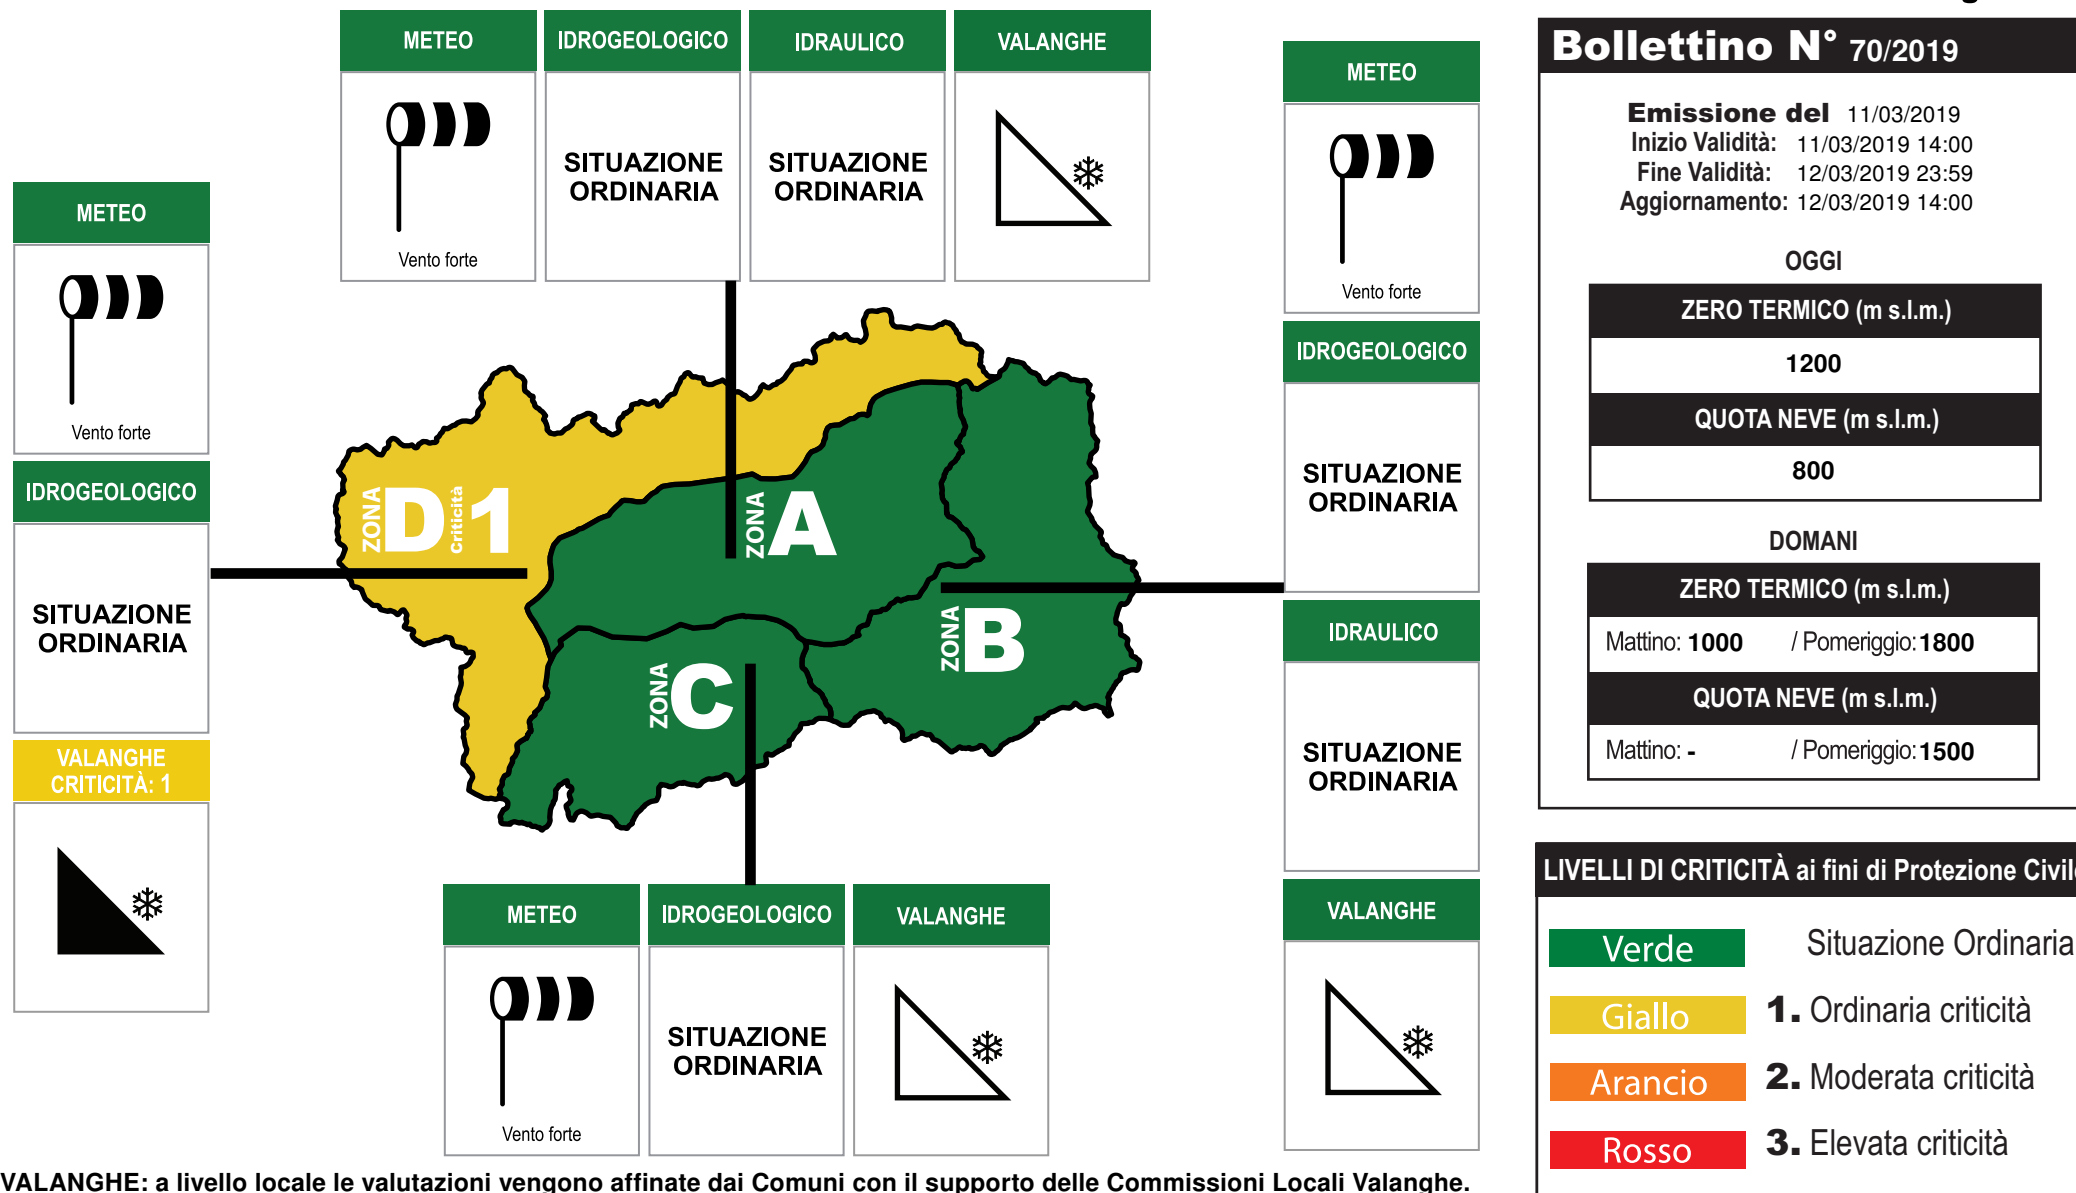 METEO
Vento forte
IDROGEOLOGICO
SITUAZIONE
ORDINARIA
IDRAULICO
SITUAZIONE
ORDINARIA
VALANGHE
METEO
Vento forte
IDROGEOLOGICO
SITUAZIONE
ORDINARIA
VALANGHE
CRITICITÀ: 1
METEO
Vento forte
IDROGEOLOGICO
SITUAZIONE
ORDINARIA
IDRAULICO
SITUAZIONE
ORDINARIA
VALANGHE
ZONA D Criticità 1
ZONA A
ZONA B
ZONA C
METEO
Vento forte
IDROGEOLOGICO
SITUAZIONE
ORDINARIA
VALANGHE
VALANGHE: a livello locale le valutazioni vengono affinate dai Comuni con il supporto delle Commissioni Locali Valanghe.
Bollettino N° 70/2019
Emissione del 11/03/2019
Inizio Validità: 11/03/2019 14:00
Fine Validità: 12/03/2019 23:59
Aggiornamento: 12/03/2019 14:00
OGGI
ZERO TERMICO (m s.l.m.)
1200
QUOTA NEVE (m s.l.m.)
800
DOMANI
ZERO TERMICO (m s.l.m.)
Mattino: 1000 / Pomeriggio: 1800
QUOTA NEVE (m s.l.m.)
Mattino: - / Pomeriggio: 1500
LIVELLI DI CRITICITÀ ai fini di Protezione Civile
Verde Situazione Ordinaria
Giallo 1. Ordinaria criticità
Arancio 2. Moderata criticità
Rosso 3. Elevata criticità